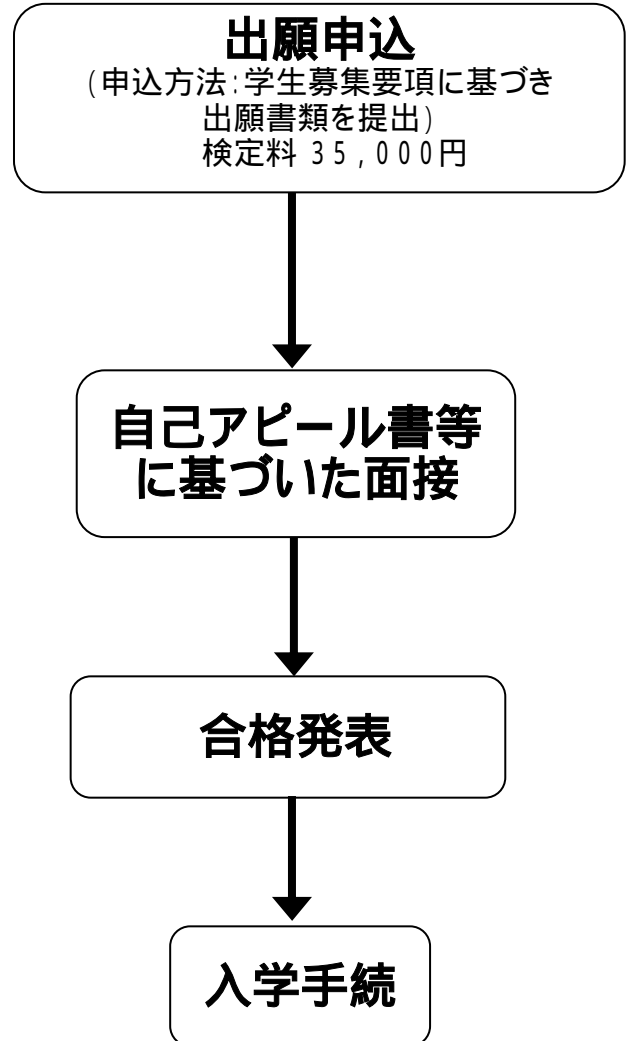 出願申込
(申込方法:学生募集要項に基づき
出願書類を提出)
検定料 35,000円
自己アピール書等
に基づいた面接
合格発表
入学手続